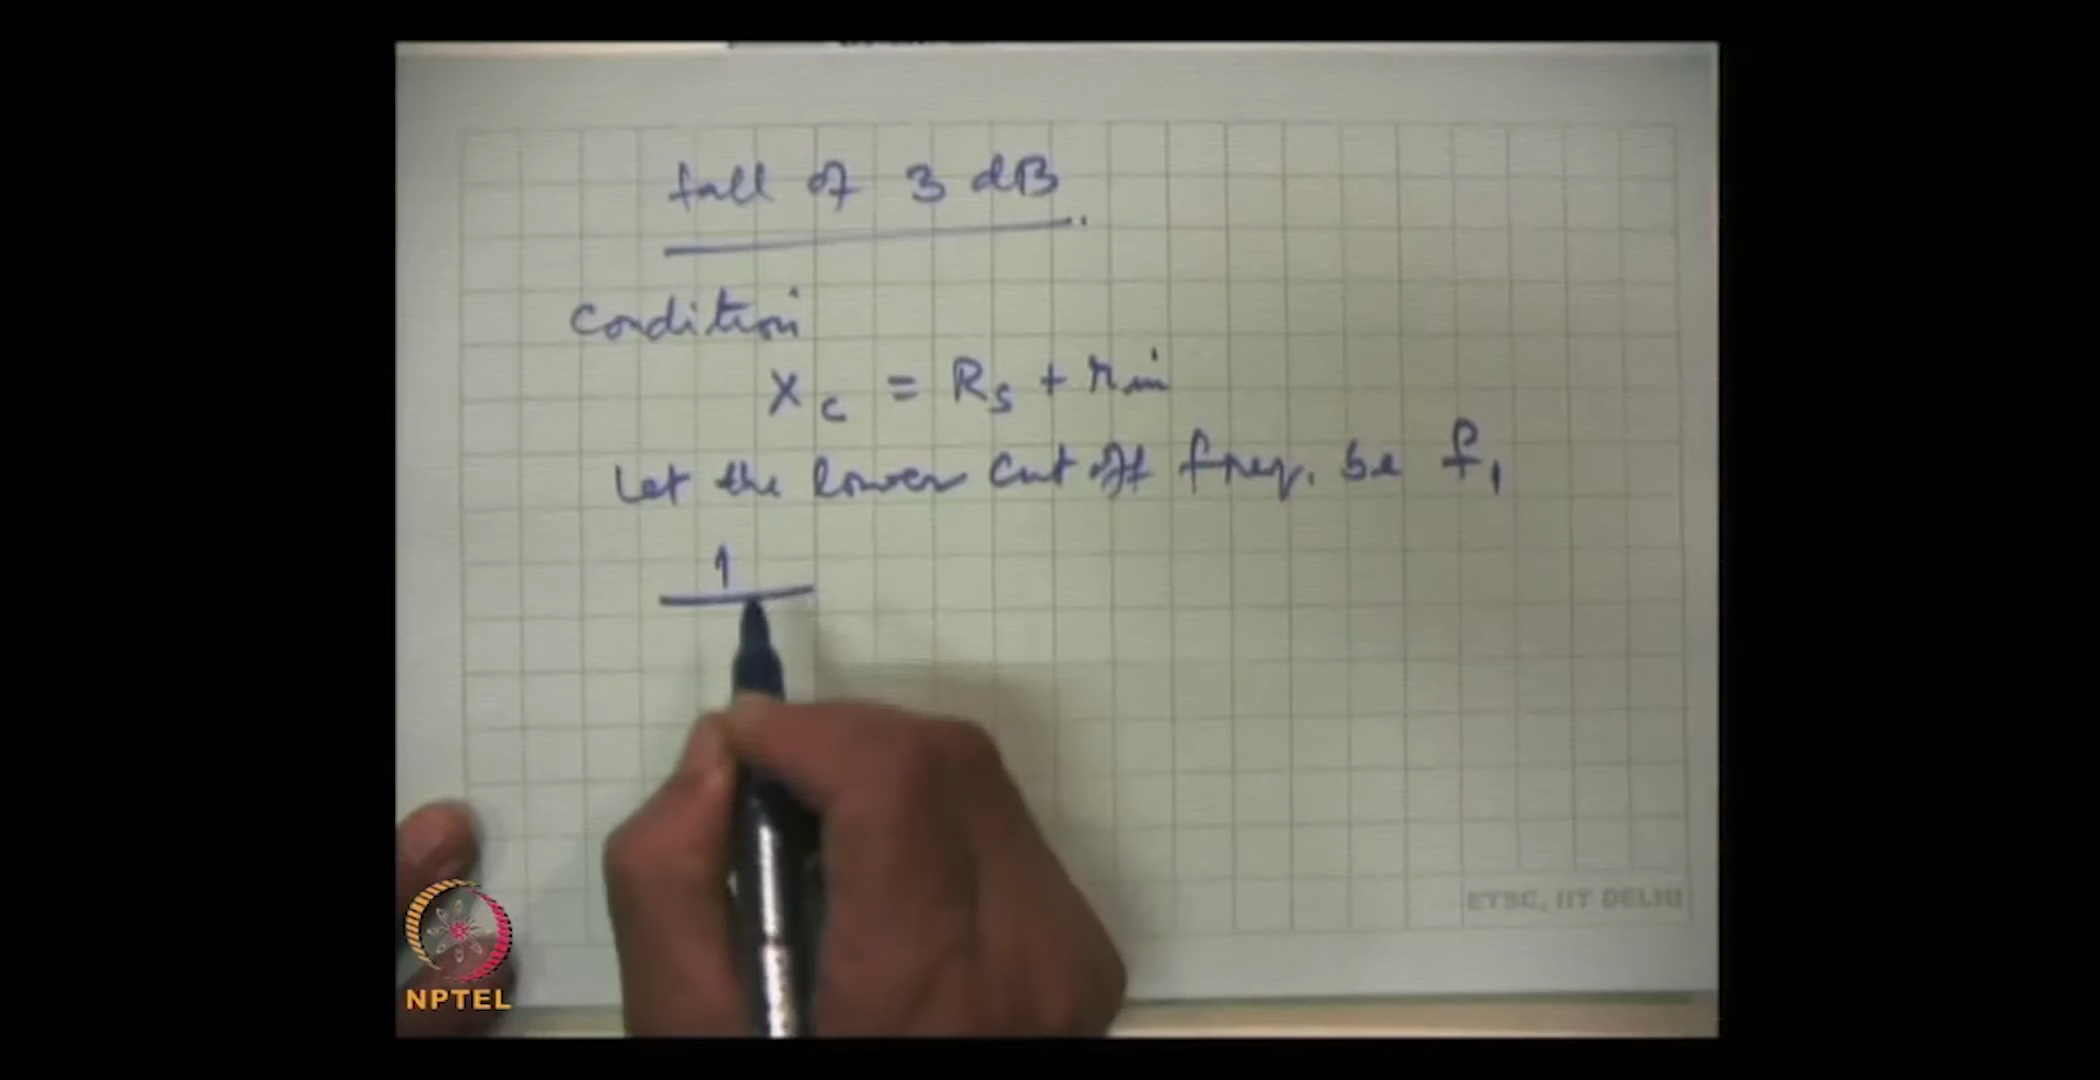 fall of 3 dB.
Condition
Xc = Rs + rin
Let the lower cut off freq. be f1
1
ETSC, IIT DELHI
NPTEL